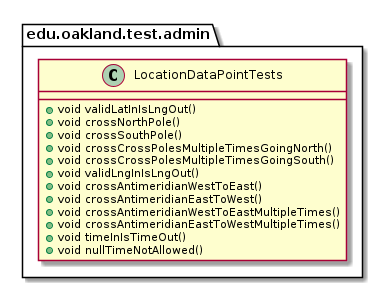 edu.oakland.test.admin
C LocationDataPointTests
void validLatInIsLngOut()
void crossNorthPole()
void crossSouthPole()
void crossCrossPolesMultipleTimesGoingNorth()
void crossCrossPolesMultipleTimesGoingSouth()
void validLngInIsLngOut()
void crossAntimeridianWestToEast()
void crossAntimeridianEastToWest()
void crossAntimeridianWestToEastMultipleTimes()
void crossAntimeridianEastToWestMultipleTimes()
void timeInIsTimeOut()
void nullTimeNotAllowed()